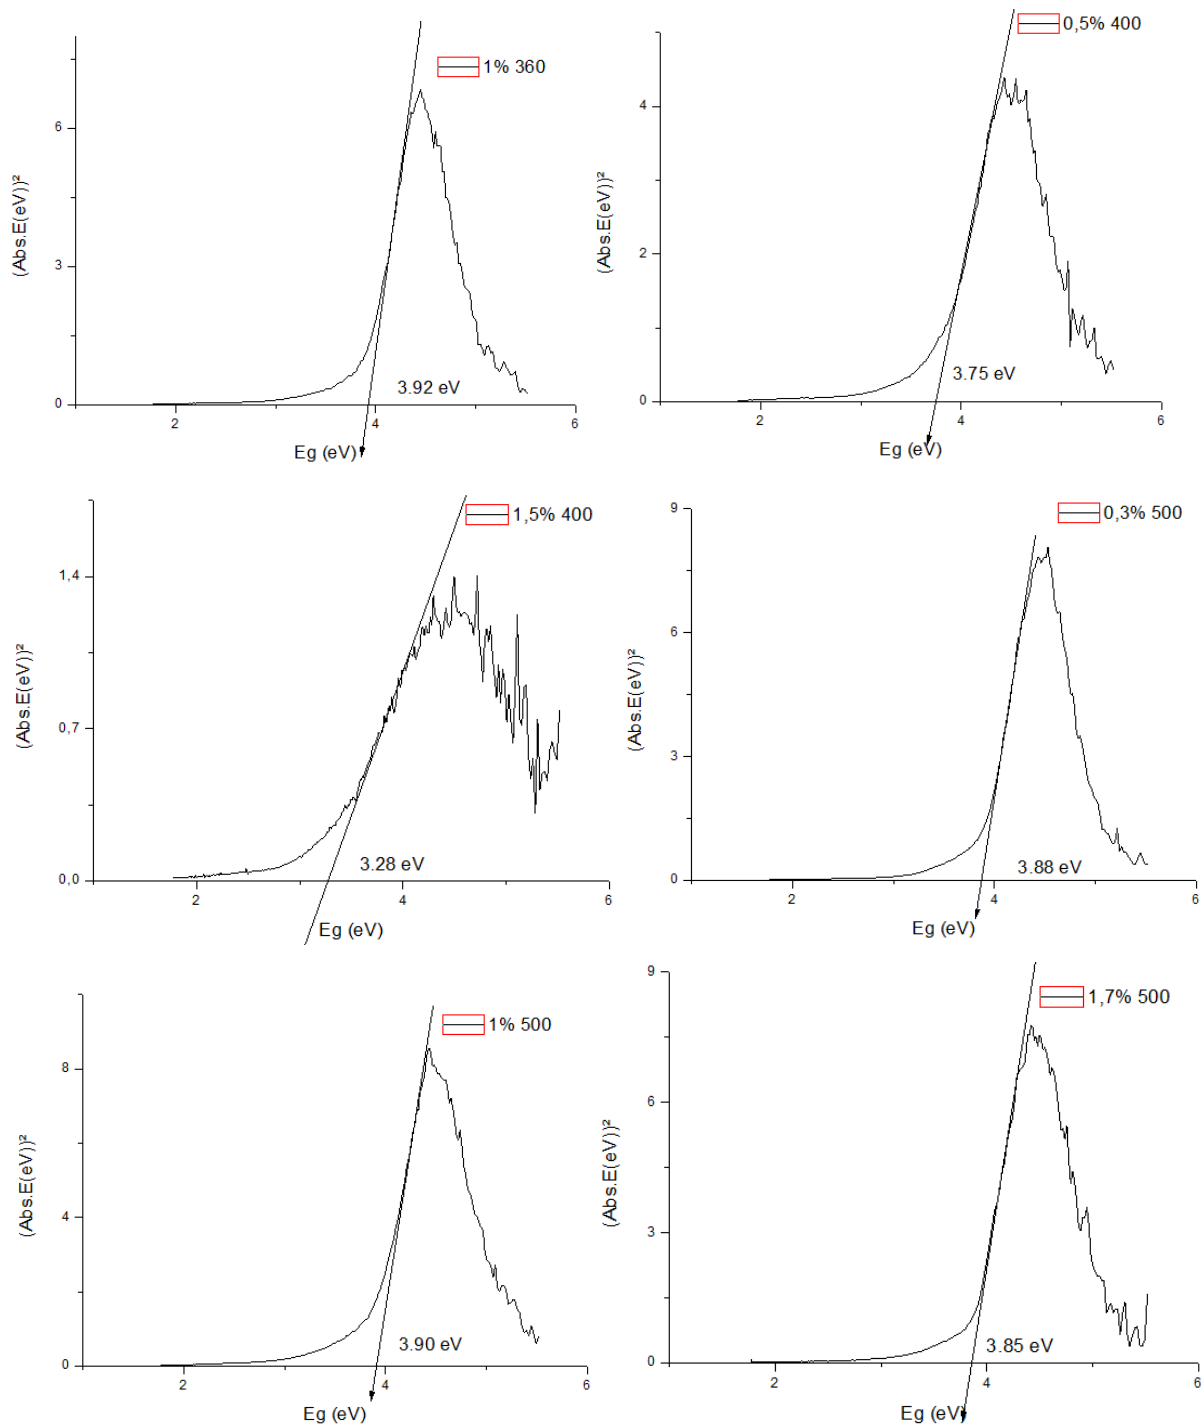 1% 360
(Abs.E(eV))²
6
3
0
3.92 eV
2
4
6
Eg (eV)
0,5% 400
(Abs.E(eV))²
4
2
0
3.75 eV
2
4
6
Eg (eV)
1,5% 400
(Abs.E(eV))²
1,4
0,7
0,0
3.28 eV
2
4
6
Eg (eV)
0,3% 500
(Abs.E(eV))²
9
6
3
0
3.88 eV
2
4
6
Eg (eV)
1% 500
(Abs.E(eV))²
8
4
0
3.90 eV
2
4
6
Eg (eV)
1,7% 500
(Abs.E(eV))²
9
6
3
0
3.85 eV
2
4
6
Eg (eV)